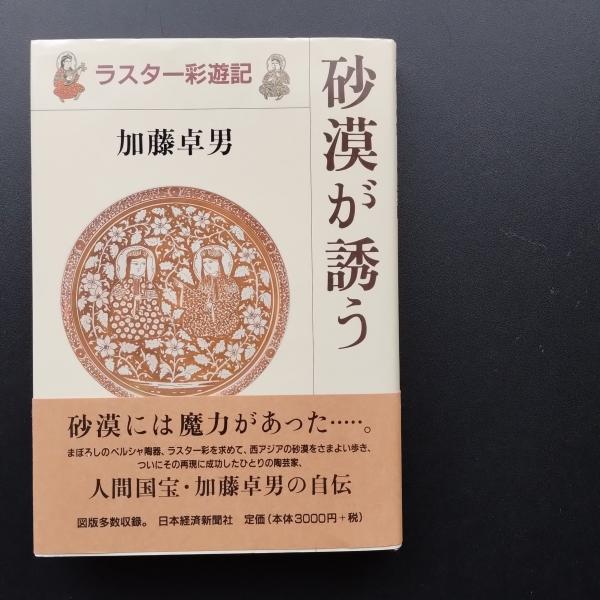 砂漠が誘う
ラスター彩遊記
加藤卓男
砂漠には魔力があった……。
まぼろしのペルシャ陶器、ラスター彩を求めて、西アジアの砂漠をさまよい歩き、
ついにその再現に成功したひとりの陶芸家、
人間国宝・加藤卓男の自伝
図版多数収録。 日本経済新聞社 定価(本体3000円+税)